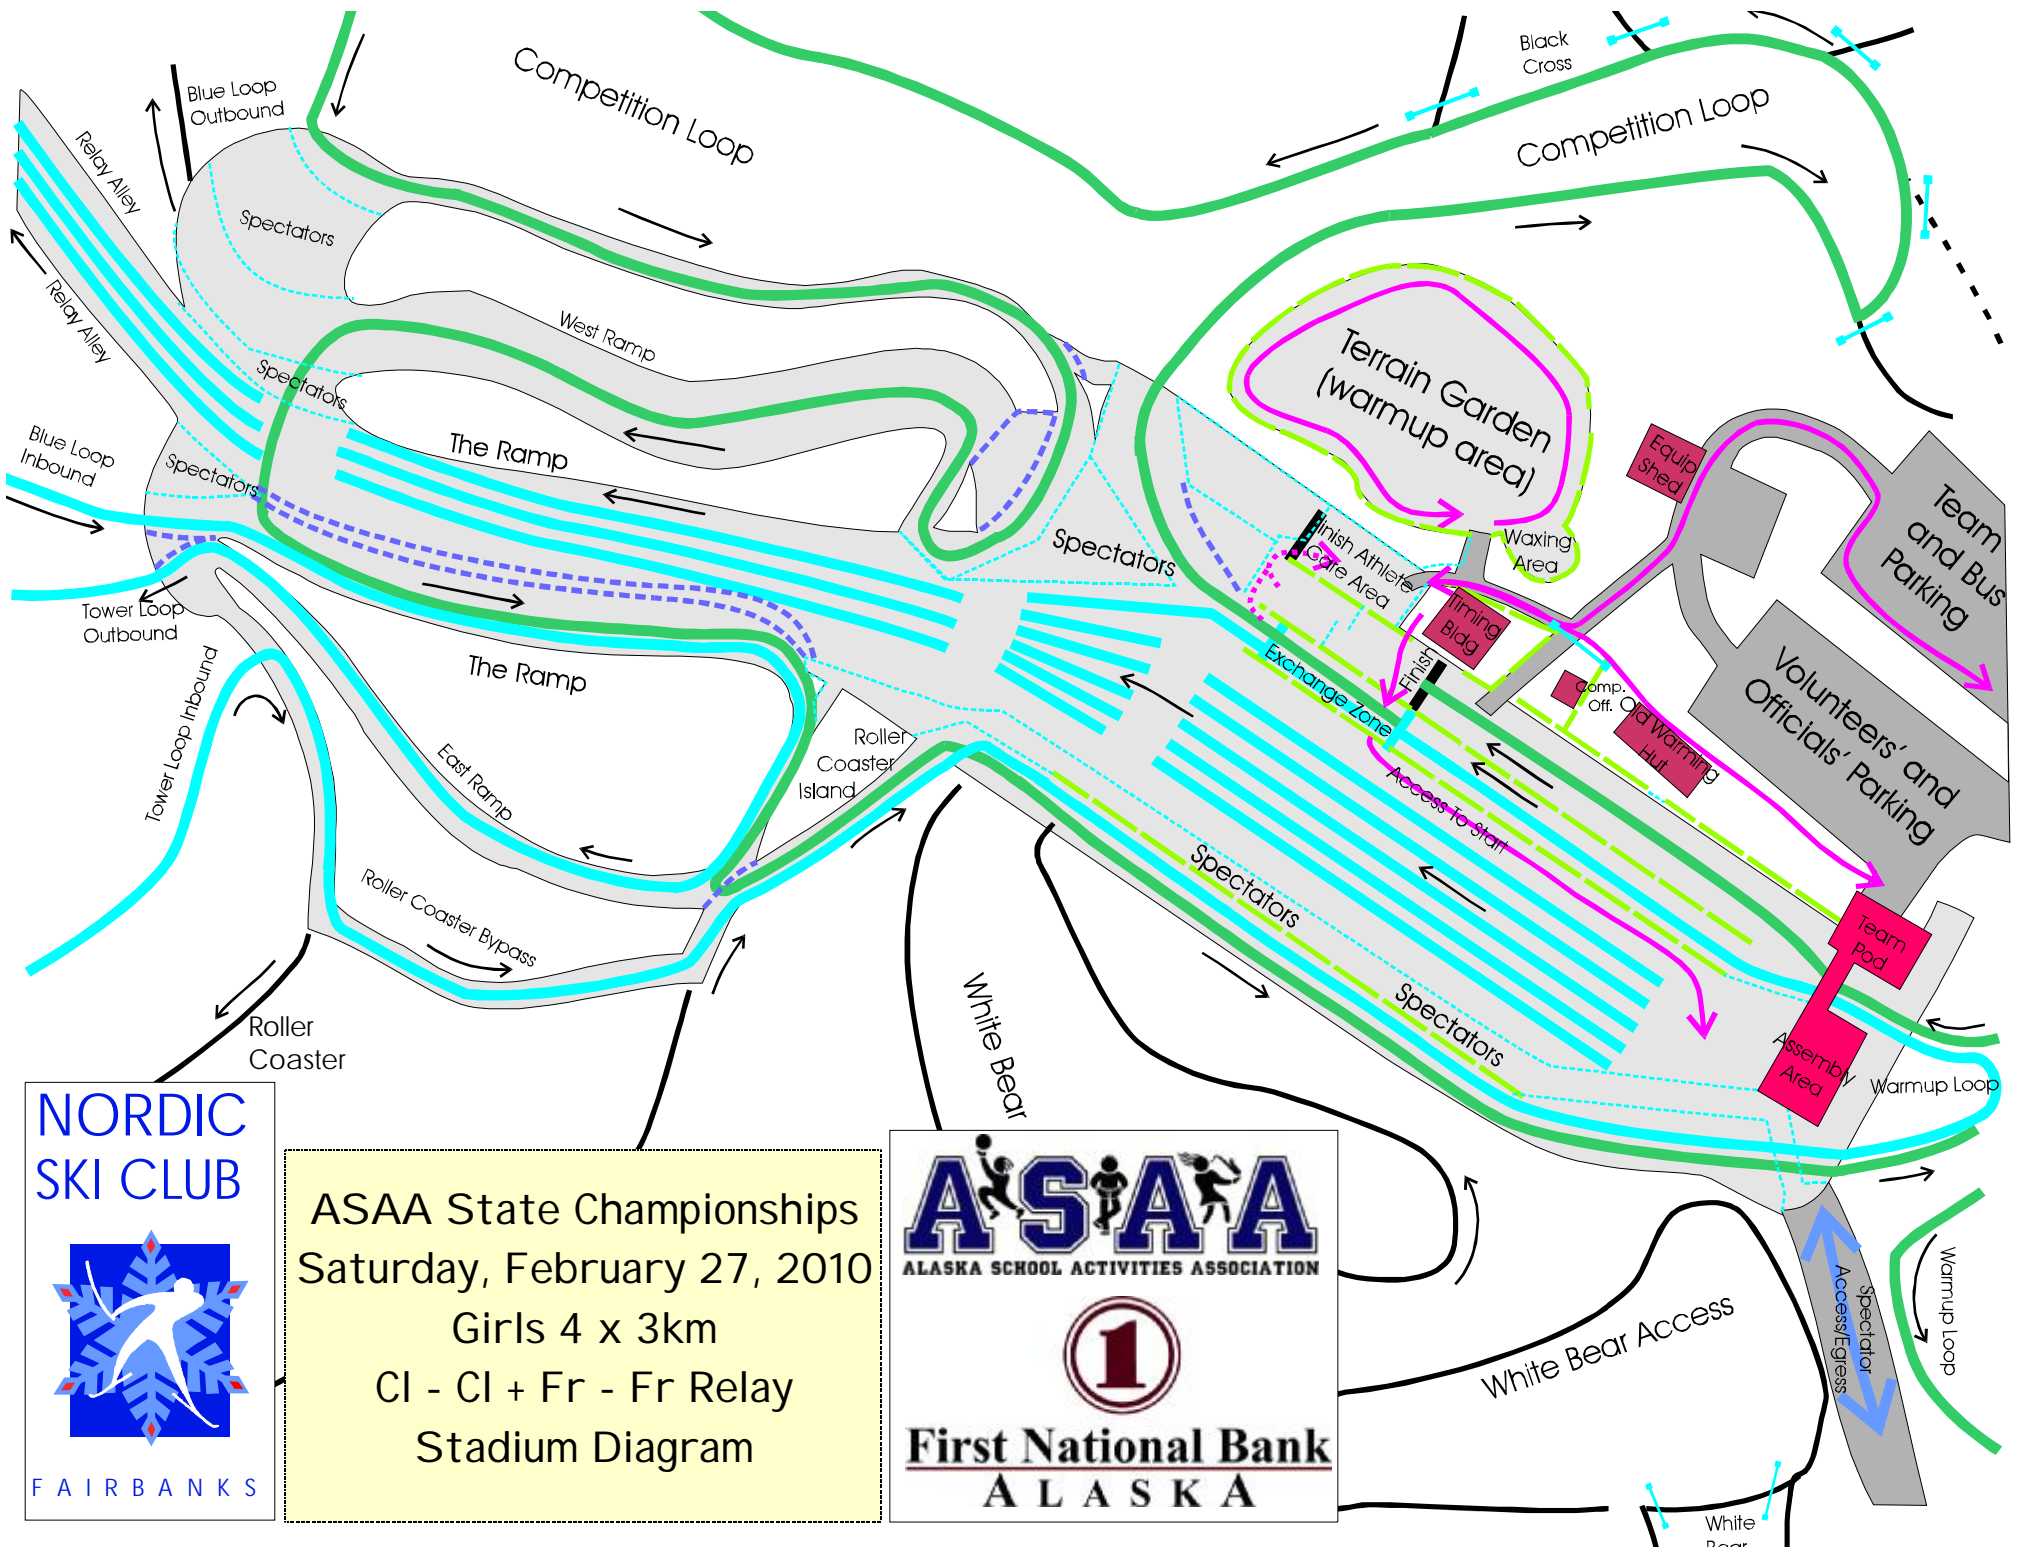 Black
Cross
Competition Loop
Competition Loop
Blue Loop
Outbound
Relay Alley
Spectators
Relay Alley
West Ramp
Spectators
Terrain Garden
(warmup area)
Equip
Shed
Team
and Bus
Parking
Blue Loop
Inbound
Spectators
The Ramp
Spectators
Finish Athlete
Care Area
Waxing
Area
Timing
Bldg
Tower Loop
Outbound
The Ramp
Exchange Zone
Finish
Comp.
Off.
Old Warming
Hut
Volunteers' and
Officials' Parking
Tower Loop Inbound
East Ramp
Roller
Coaster
Island
Access To Start
Spectators
Roller Coaster Bypass
Spectators
Team
Pod
Assembly
Area
Warmup Loop
Roller
Coaster
White Bear
NORDIC
SKI CLUB
FAIRBANKS
ASAA State Championships
Saturday, February 27, 2010
Girls 4 x 3km
Cl - Cl + Fr - Fr Relay
Stadium Diagram
ASAA
ALASKA SCHOOL ACTIVITIES ASSOCIATION
1
First National Bank
ALASKA
White Bear Access
Spectator
Access/Egress
Warmup Loop
White
Bear